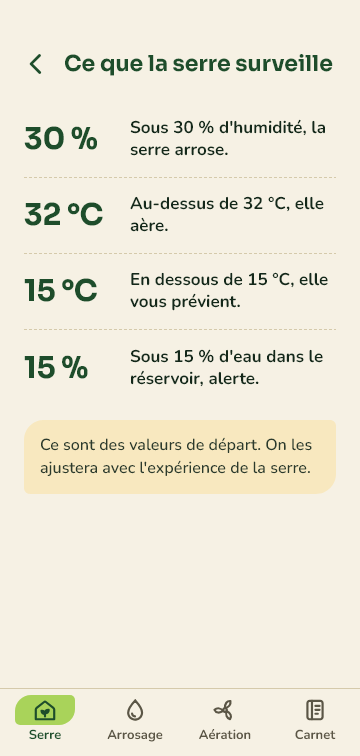 Ce que la serre surveille
30 %
Sous 30 % d'humidité, la
serre arrose.
32 °C
Au-dessus de 32 °C, elle
aère.
15 °C
En dessous de 15 °C, elle
vous prévient.
15 %
Sous 15 % d'eau dans le
réservoir, alerte.
Ce sont des valeurs de départ. On les
ajustera avec l'expérience de la serre.
Serre
Arrosage
Aération
Carnet